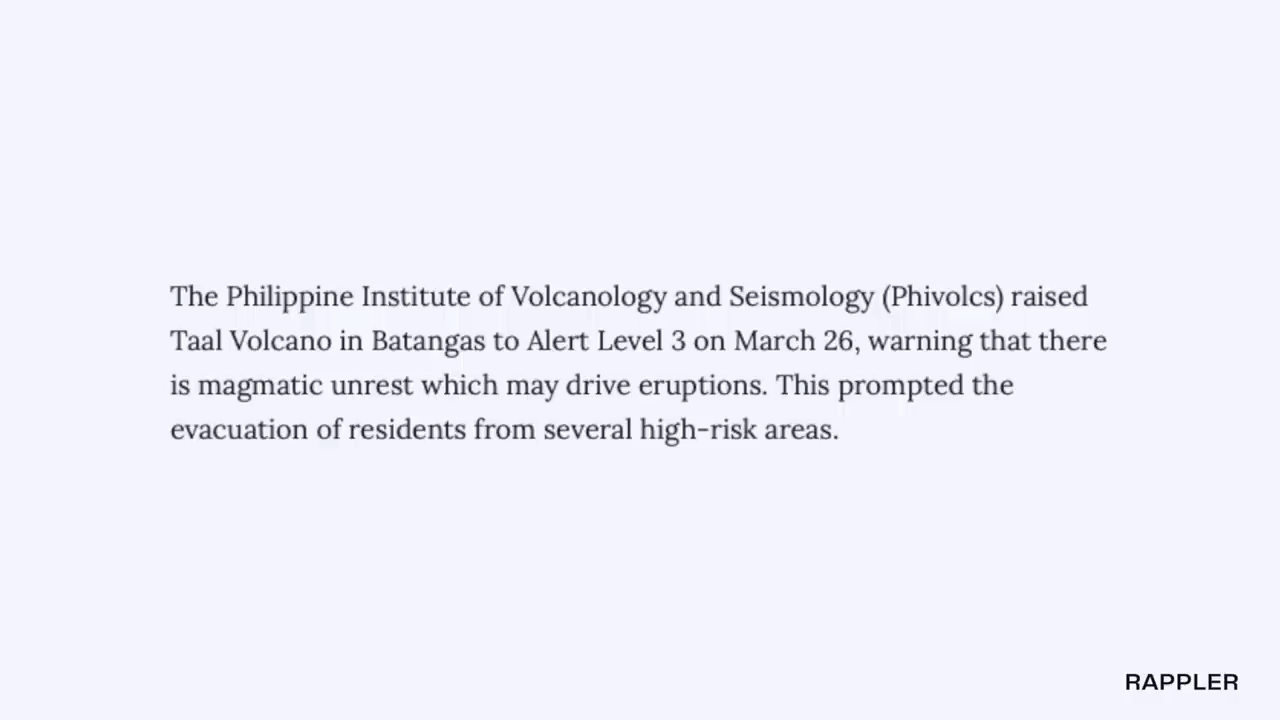 The Philippine Institute of Volcanology and Seismology (Phivolcs) raised
Taal Volcano in Batangas to Alert Level 3 on March 26, warning that there
is magmatic unrest which may drive eruptions. This prompted the
evacuation of residents from several high-risk areas.
RAPPLER